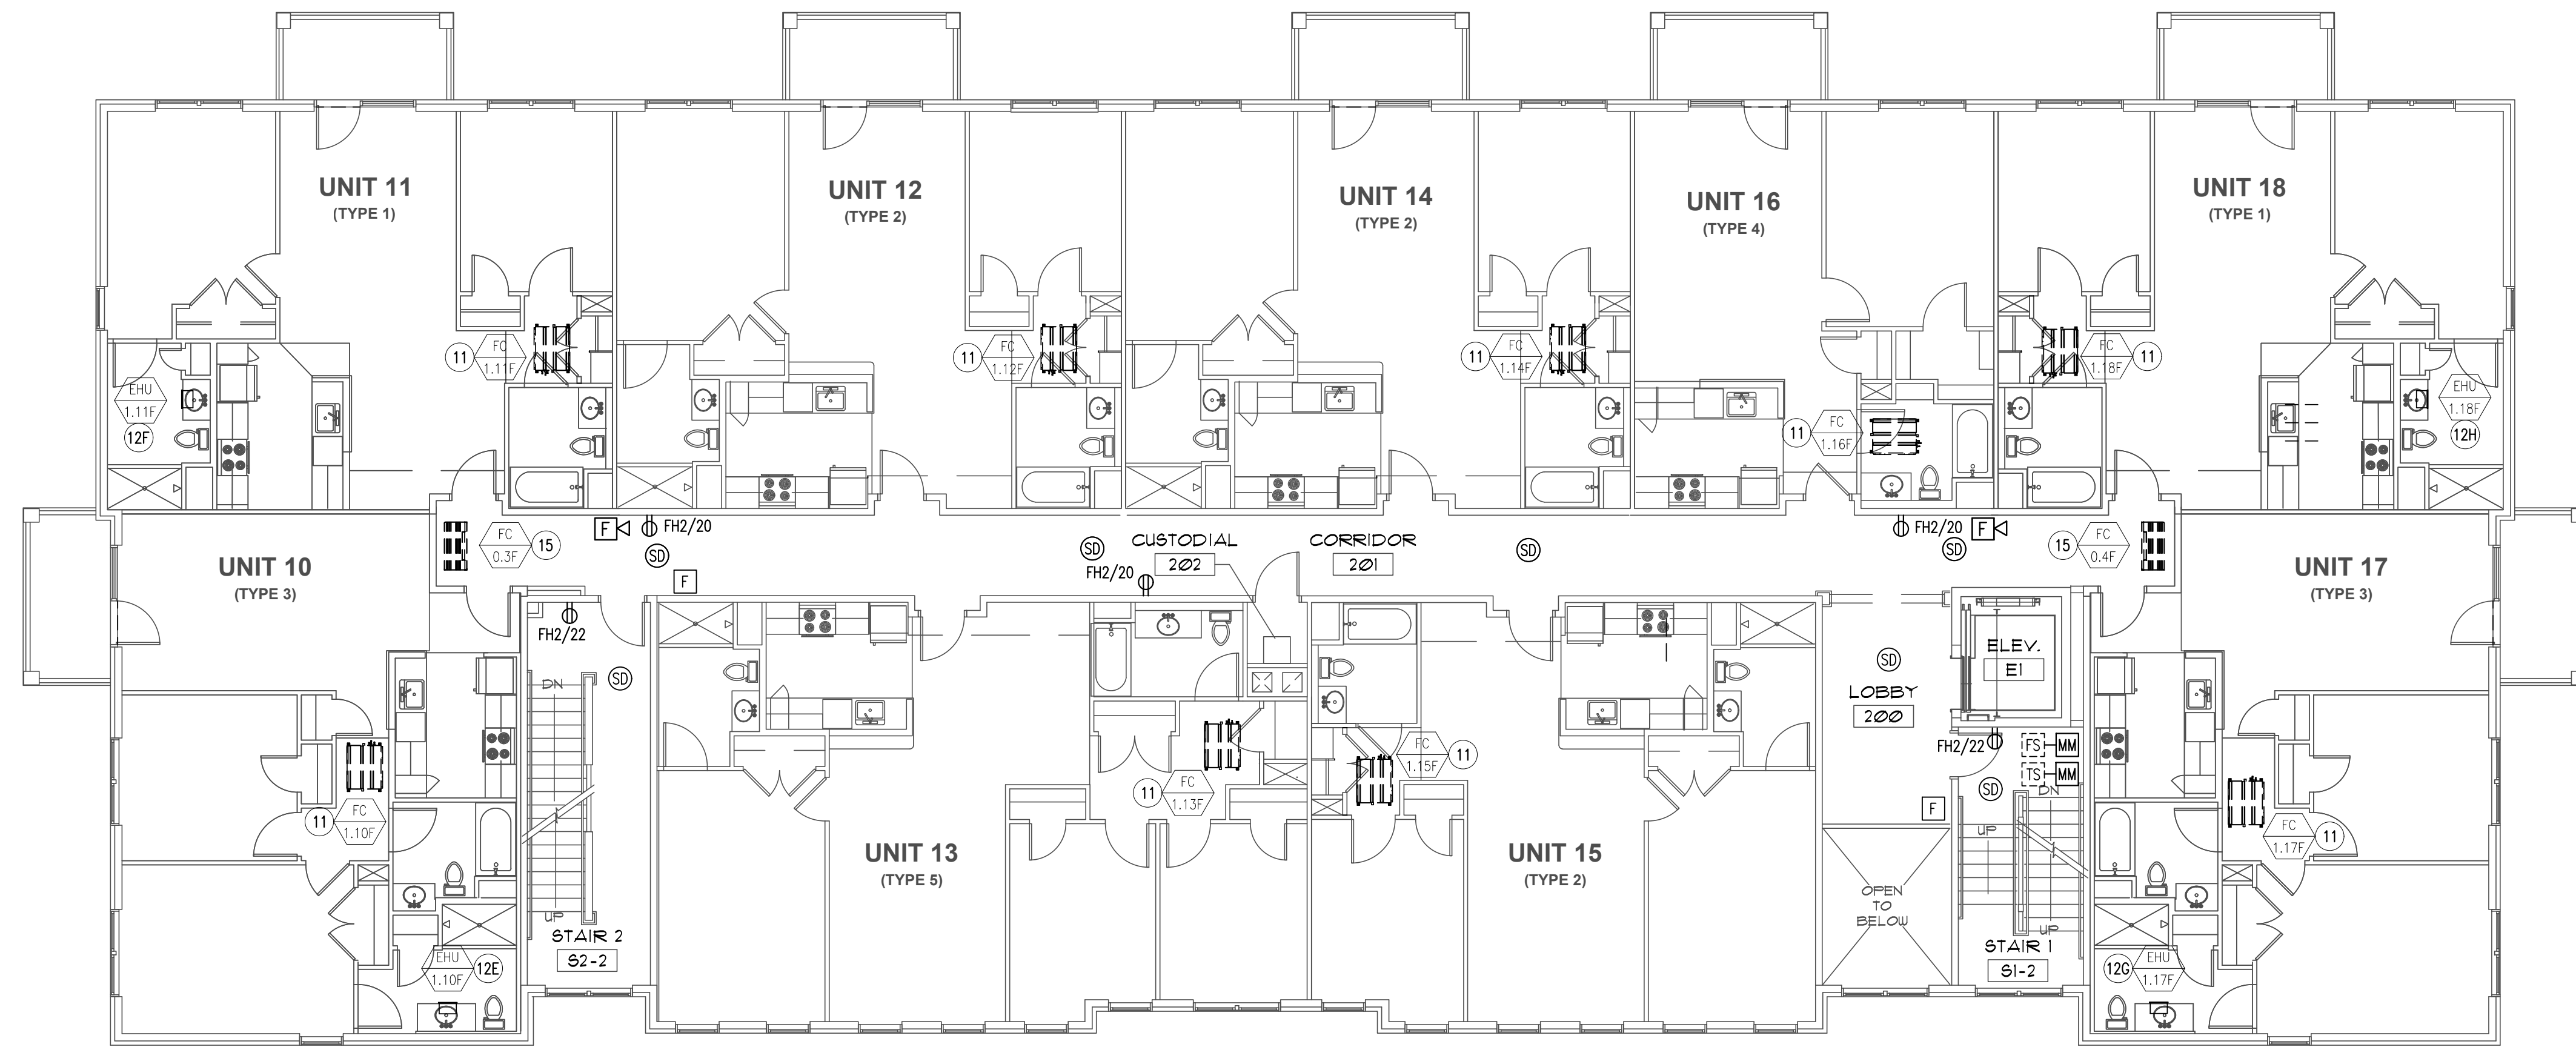 UNIT 11
(TYPE 1)
UNIT 12
(TYPE 2)
UNIT 14
(TYPE 2)
UNIT 16
(TYPE 4)
UNIT 18
(TYPE 1)
11
FC
1.11F
11
FC
1.12F
11
FC
1.14F
FC
1.18F
11
EHU
1.11F
12F
11
FC
1.16F
EHU
1.18F
12H
FC
0.3F
15
F
FH2/20
SD
F
SD
FH2/20
CUSTODIAL
202
CORRIDOR
201
SD
FH2/20
F
SD
15
FC
0.4F
UNIT 10
(TYPE 3)
UNIT 17
(TYPE 3)
FH2/22
SD
DN
SD
LOBBY
200
ELEV.
E1
FH2/22
FS
MM
TS
MM
SD
DN
F
UP
11
FC
1.10F
11
FC
1.13F
FC
1.15F
11
FC
1.17F
11
UNIT 13
(TYPE 5)
UNIT 15
(TYPE 2)
OPEN
TO
BELOW
UP
STAIR 2
S2-2
UP
STAIR 1
S1-2
EHU
1.10F
12E
12G
EHU
1.17F